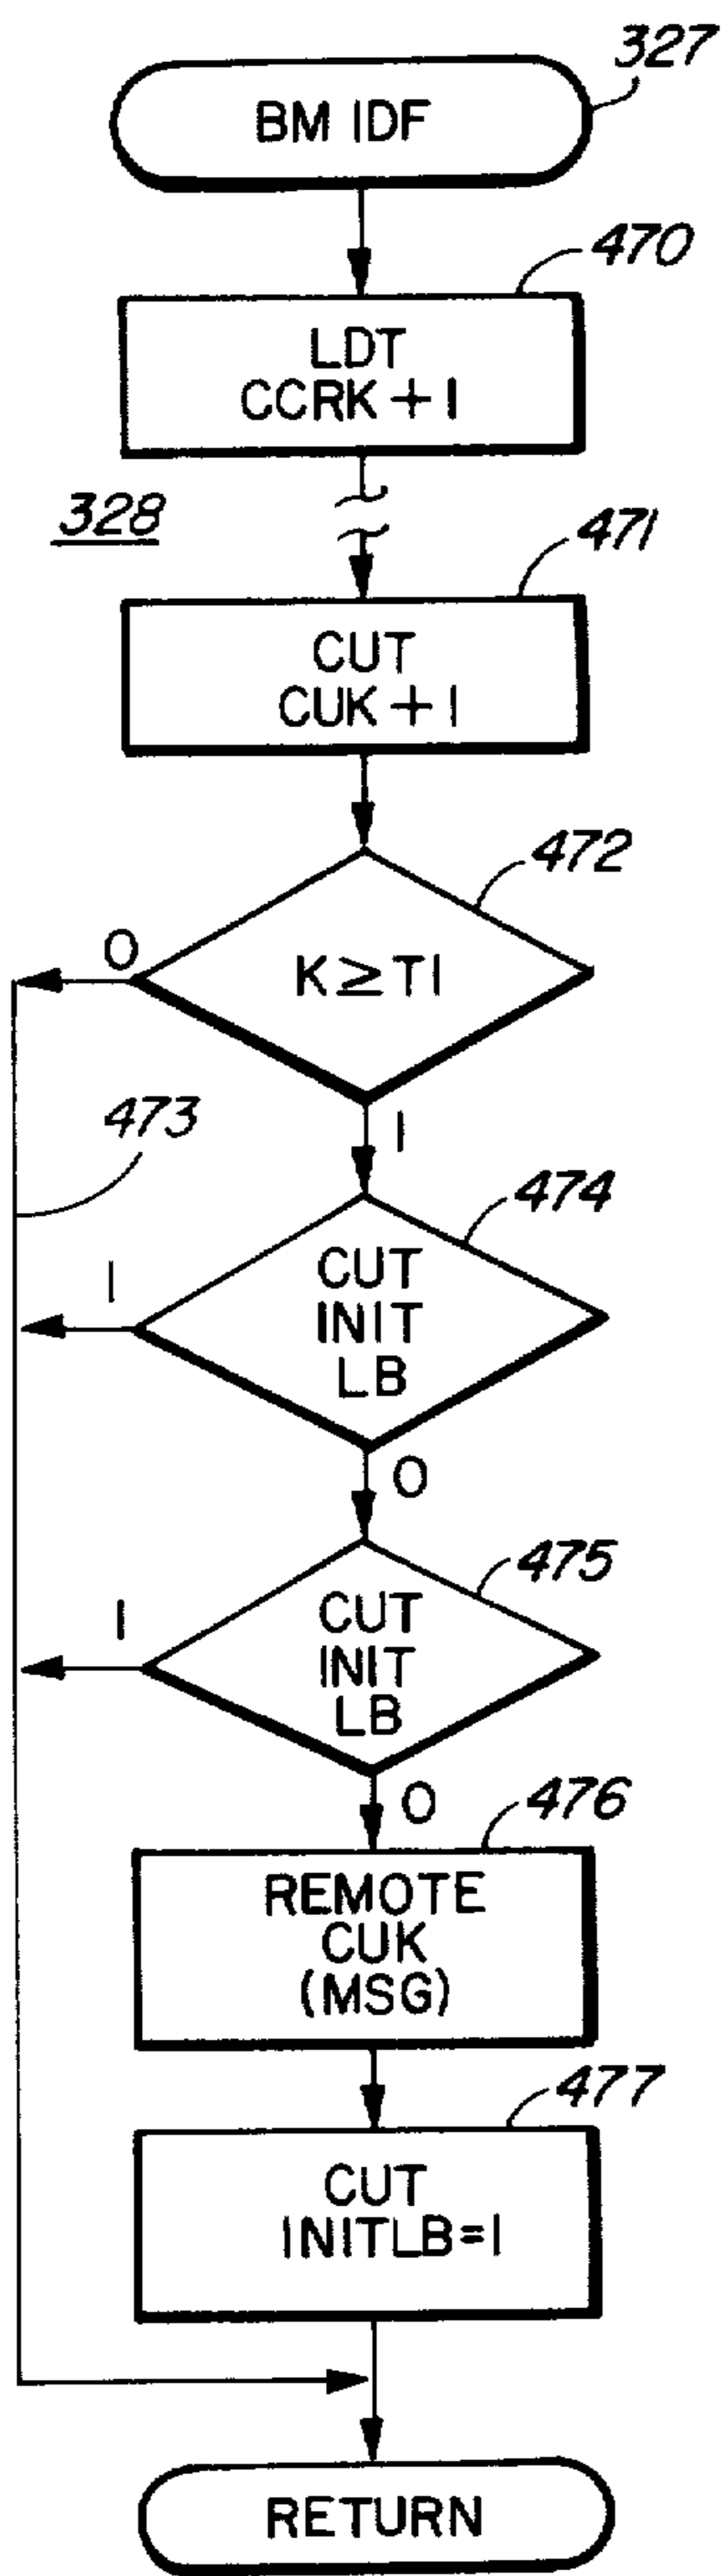 327
BM IDF
470
LDT
CCRK + 1
328
471
CUT
CUK + 1
472
0
K ≥ T1
473
1
474
1
CUT
INIT
LB
0
475
1
CUT
INIT
LB
0
476
REMOTE
CUK
(MSG)
477
CUT
INITLB=1
RETURN